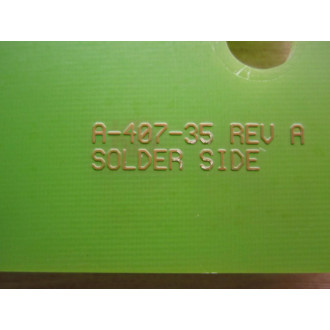 A-407-35 REV A
SOLDER SIDE